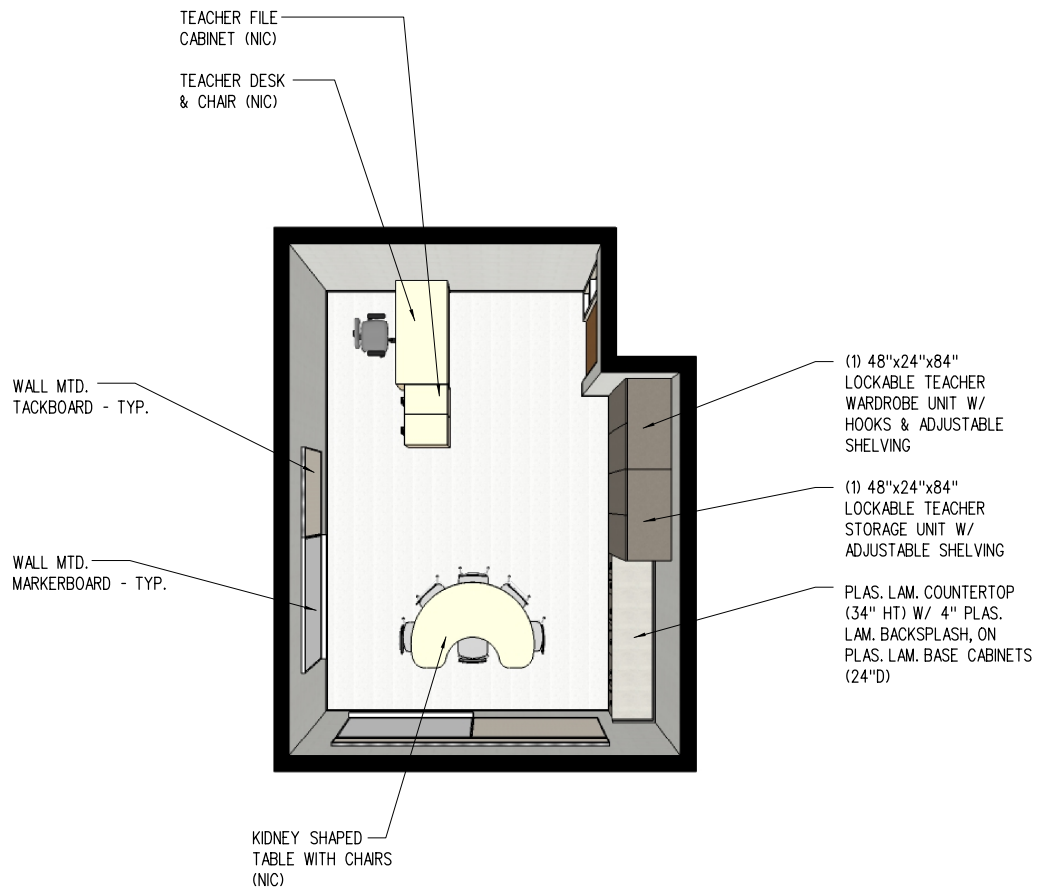 TEACHER FILE
CABINET (NIC)
TEACHER DESK
& CHAIR (NIC)
WALL MTD.
TACKBOARD - TYP.
WALL MTD.
MARKERBOARD - TYP.
(1) 48"x24"x84"
LOCKABLE TEACHER
WARDROBE UNIT W/
HOOKS & ADJUSTABLE
SHELVING
(1) 48"x24"x84"
LOCKABLE TEACHER
STORAGE UNIT W/
ADJUSTABLE SHELVING
PLAS. LAM. COUNTERTOP
(34" HT) W/ 4" PLAS.
LAM. BACKSPLASH, ON
PLAS. LAM. BASE CABINETS
(24"D)
KIDNEY SHAPED
TABLE WITH CHAIRS
(NIC)